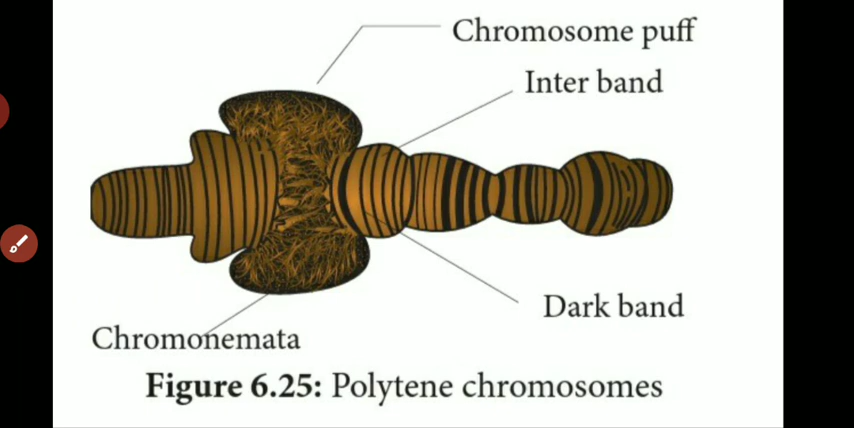 Chromosome puff
Inter band
Dark band
Chromonemata
Figure 6.25: Polytene chromosomes